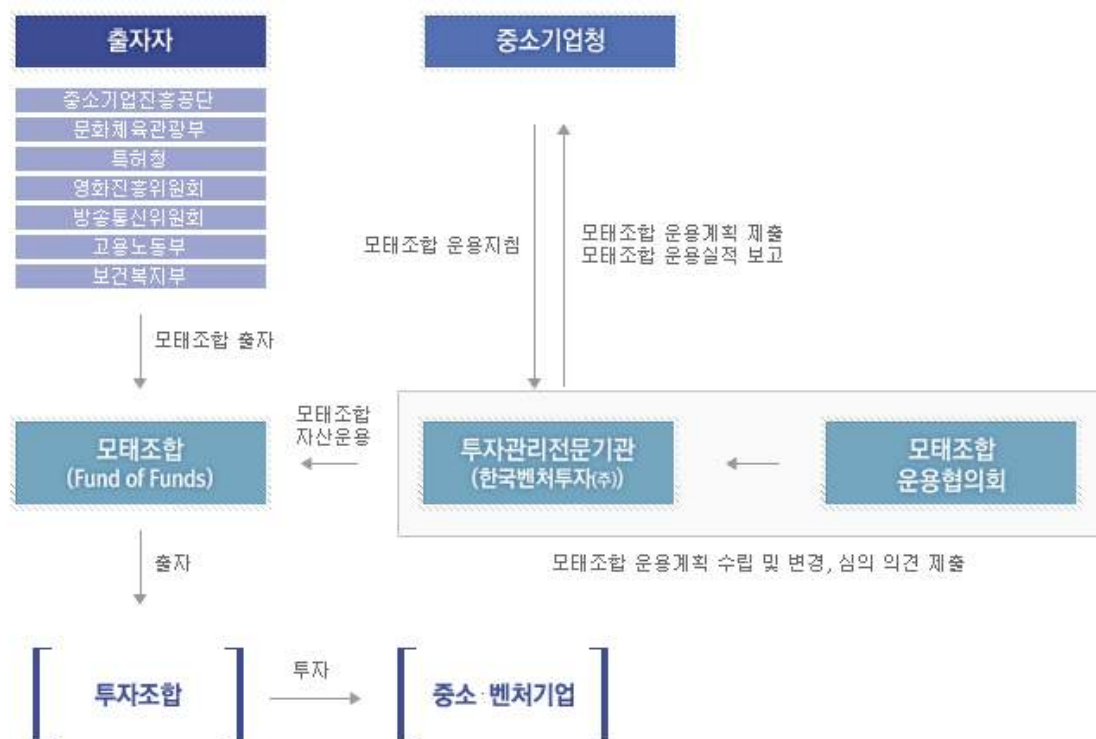 출자자
중소기업청
중소기업진흥공단
문화체육관광부
특허청
영화진흥위원회
방송통신위원회
고용노동부
보건복지부
모태조합 운용지침
모태조합 운용계획 제출
모태조합 운용실적 보고
모태조합 출자
모태조합
자산운용
모태조합
(Fund of Funds)
투자관리전문기관
(한국벤처투자(주))
모태조합
운용협의회
출자
모태조합 운용계획 수립 및 변경, 심의 의견 제출
투자조합
투자
중소·벤처기업